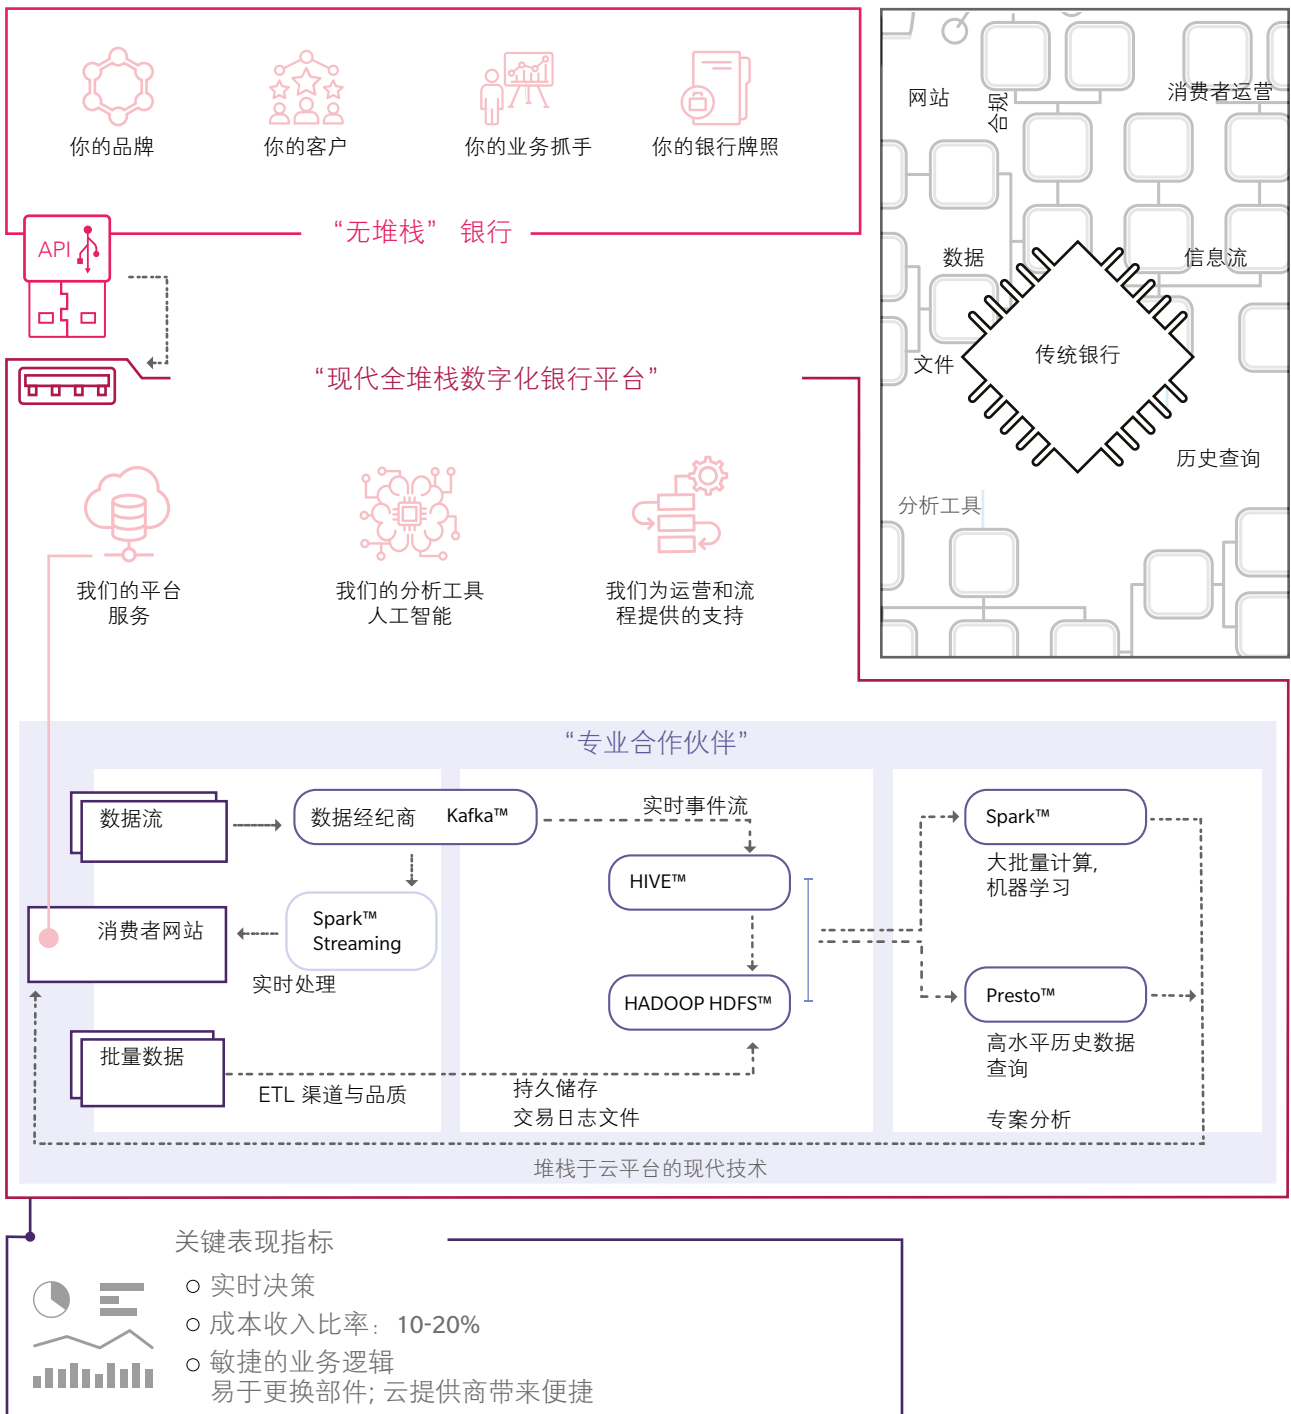 你的品牌
你的客户
你的业务抓手
你的银行牌照
“无堆栈” 银行
API
“现代全堆栈数字化银行平台”
我们的平台
服务
我们的分析工具
人工智能
我们为运营和流
程提供的支持
网站
合规
消费者运营
数据
信息流
文件
传统银行
历史查询
分析工具
“专业合作伙伴”
数据流
数据经纪商 Kafka™
实时事件流
Spark™
大批量计算,
机器学习
HIVE™
消费者网站
Spark™
Streaming
实时处理
HADOOP HDFS™
Presto™
高水平历史数据
查询
专案分析
批量数据
ETL 渠道与品质
持久储存
交易日志文件
堆栈于云平台的现代技术
关键表现指标
实时决策
成本收入比率：10-20%
敏捷的业务逻辑
易于更换部件; 云提供商带来便捷